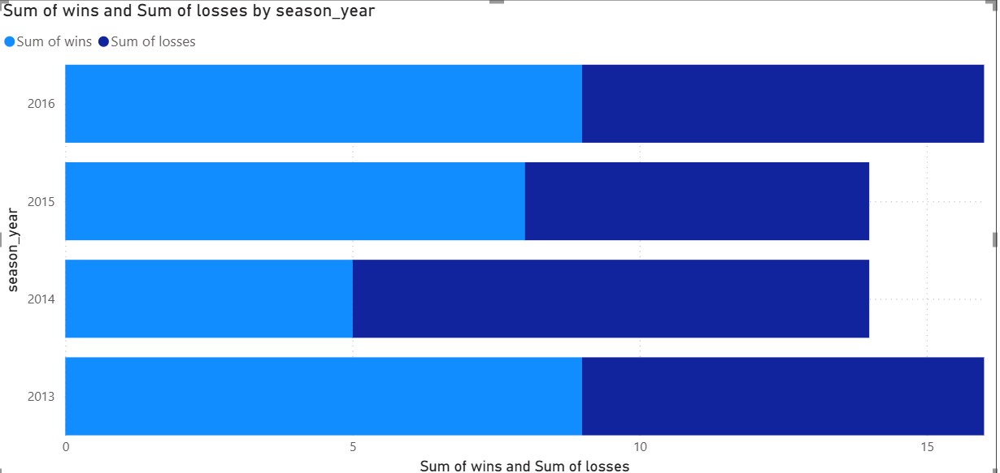 Sum of wins and Sum of losses by season_year
Sum of wins Sum of losses
2016
2015
2014
2013
season_year
0 5 10 15
Sum of wins and Sum of losses